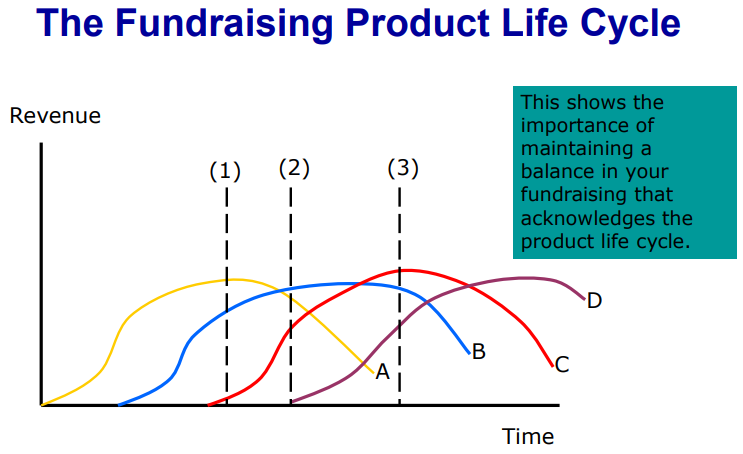 The Fundraising Product Life Cycle
Revenue
This shows the
importance of
maintaining a
balance in your
fundraising that
acknowledges the
product life cycle.
(1)
(2)
(3)
D
B
C
A
Time